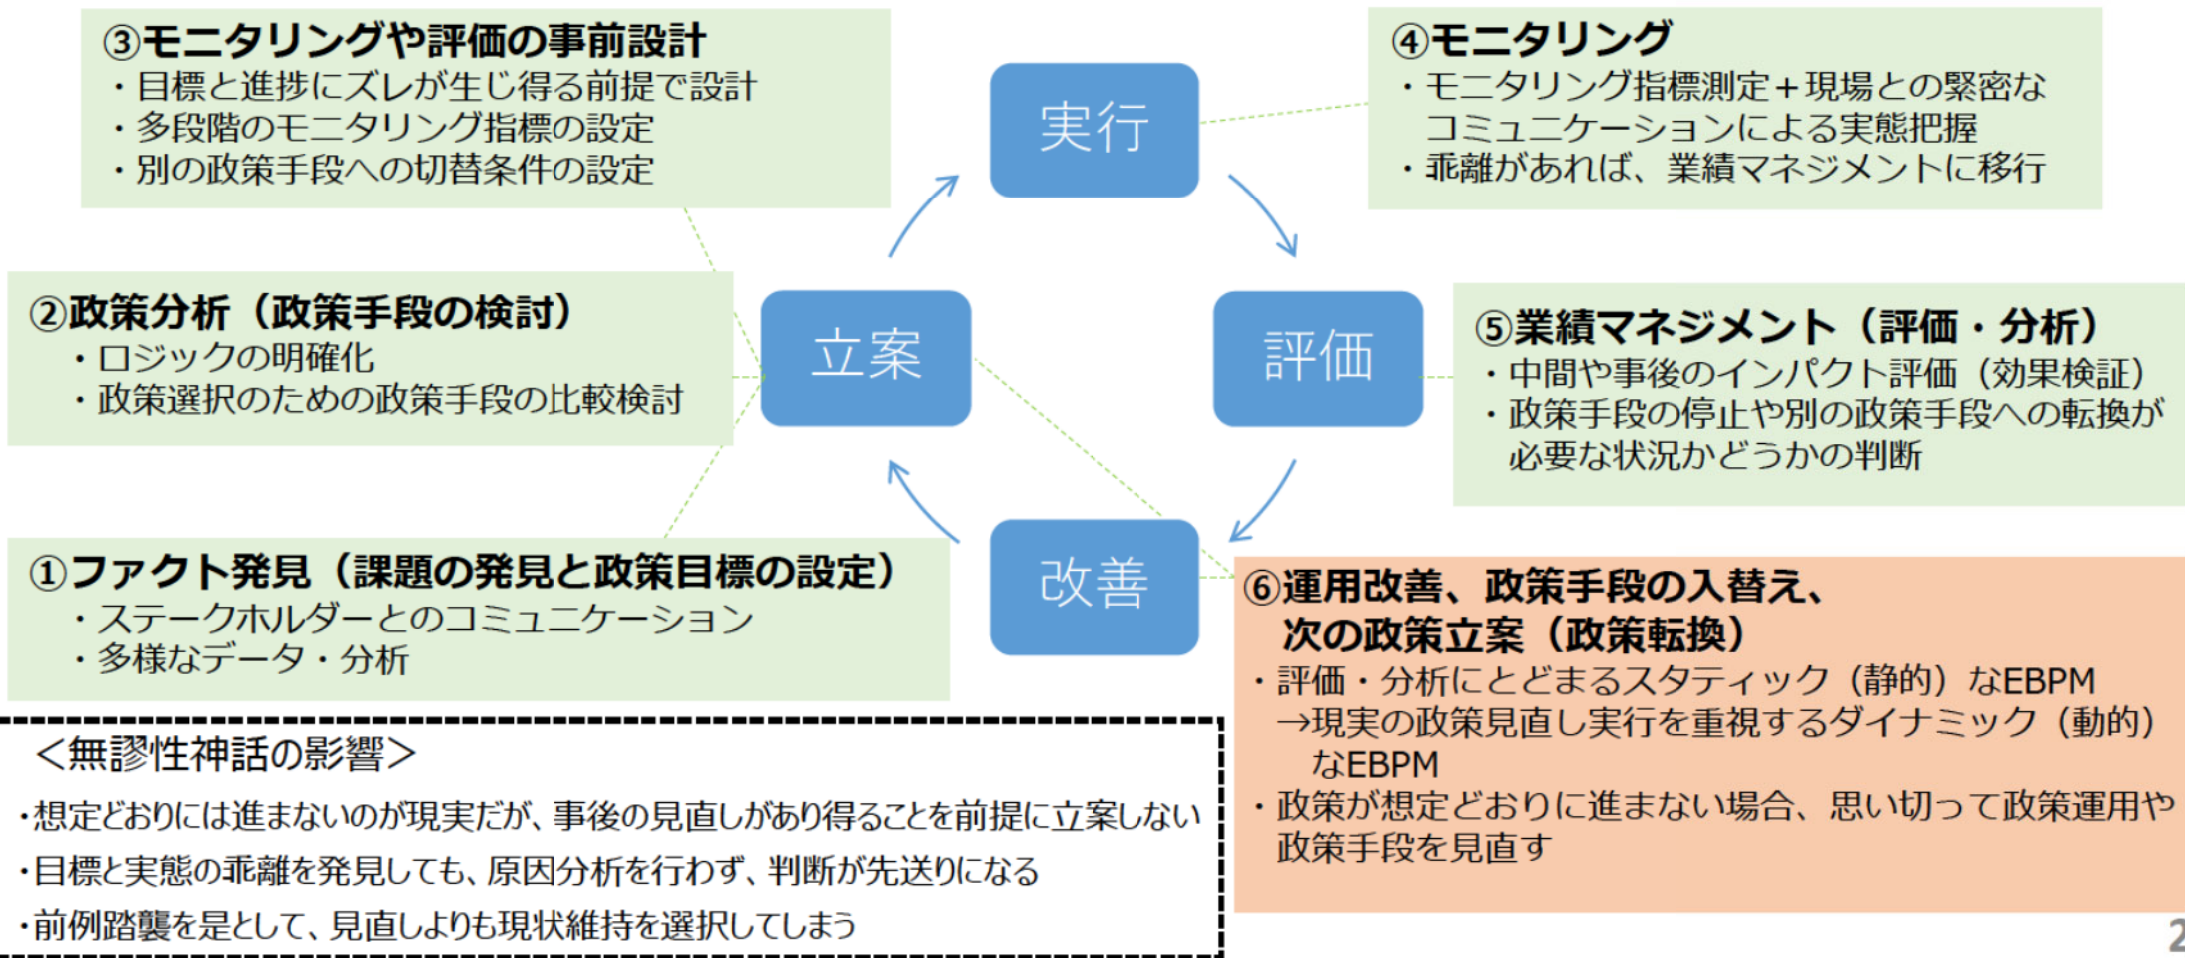 ③モニタリングや評価の事前設計
・目標と進捗にズレが生じ得る前提で設計
・多段階のモニタリング指標の設定
・別の政策手段への切替条件の設定
実行
④モニタリング
・モニタリング指標測定＋現場との緊密な
コミュニケーションによる実態把握
・乖離があれば、業績マネジメントに移行
②政策分析（政策手段の検討）
・ロジックの明確化
・政策選択のための政策手段の比較検討
立案
評価
⑤業績マネジメント（評価・分析）
・中間や事後のインパクト評価（効果検証）
・政策手段の停止や別の政策手段への転換が
必要な状況かどうかの判断
①ファクト発見（課題の発見と政策目標の設定）
・ステークホルダーとのコミュニケーション
・多様なデータ・分析
改善
⑥運用改善、政策手段の入替え、
次の政策立案（政策転換）
・評価・分析にとどまるスタティック（静的）なEBPM
→現実の政策見直し実行を重視するダイナミック（動的）
なEBPM
・政策が想定どおりに進まない場合、思い切って政策運用や
政策手段を見直す
＜無謬性神話の影響＞
・想定どおりには進まないのが現実だが、事後の見直しがあり得ることを前提に立案しない
・目標と実態の乖離を発見しても、原因分析を行わず、判断が先送りになる
・前例踏襲を是として、見直しよりも現状維持を選択してしまう
2